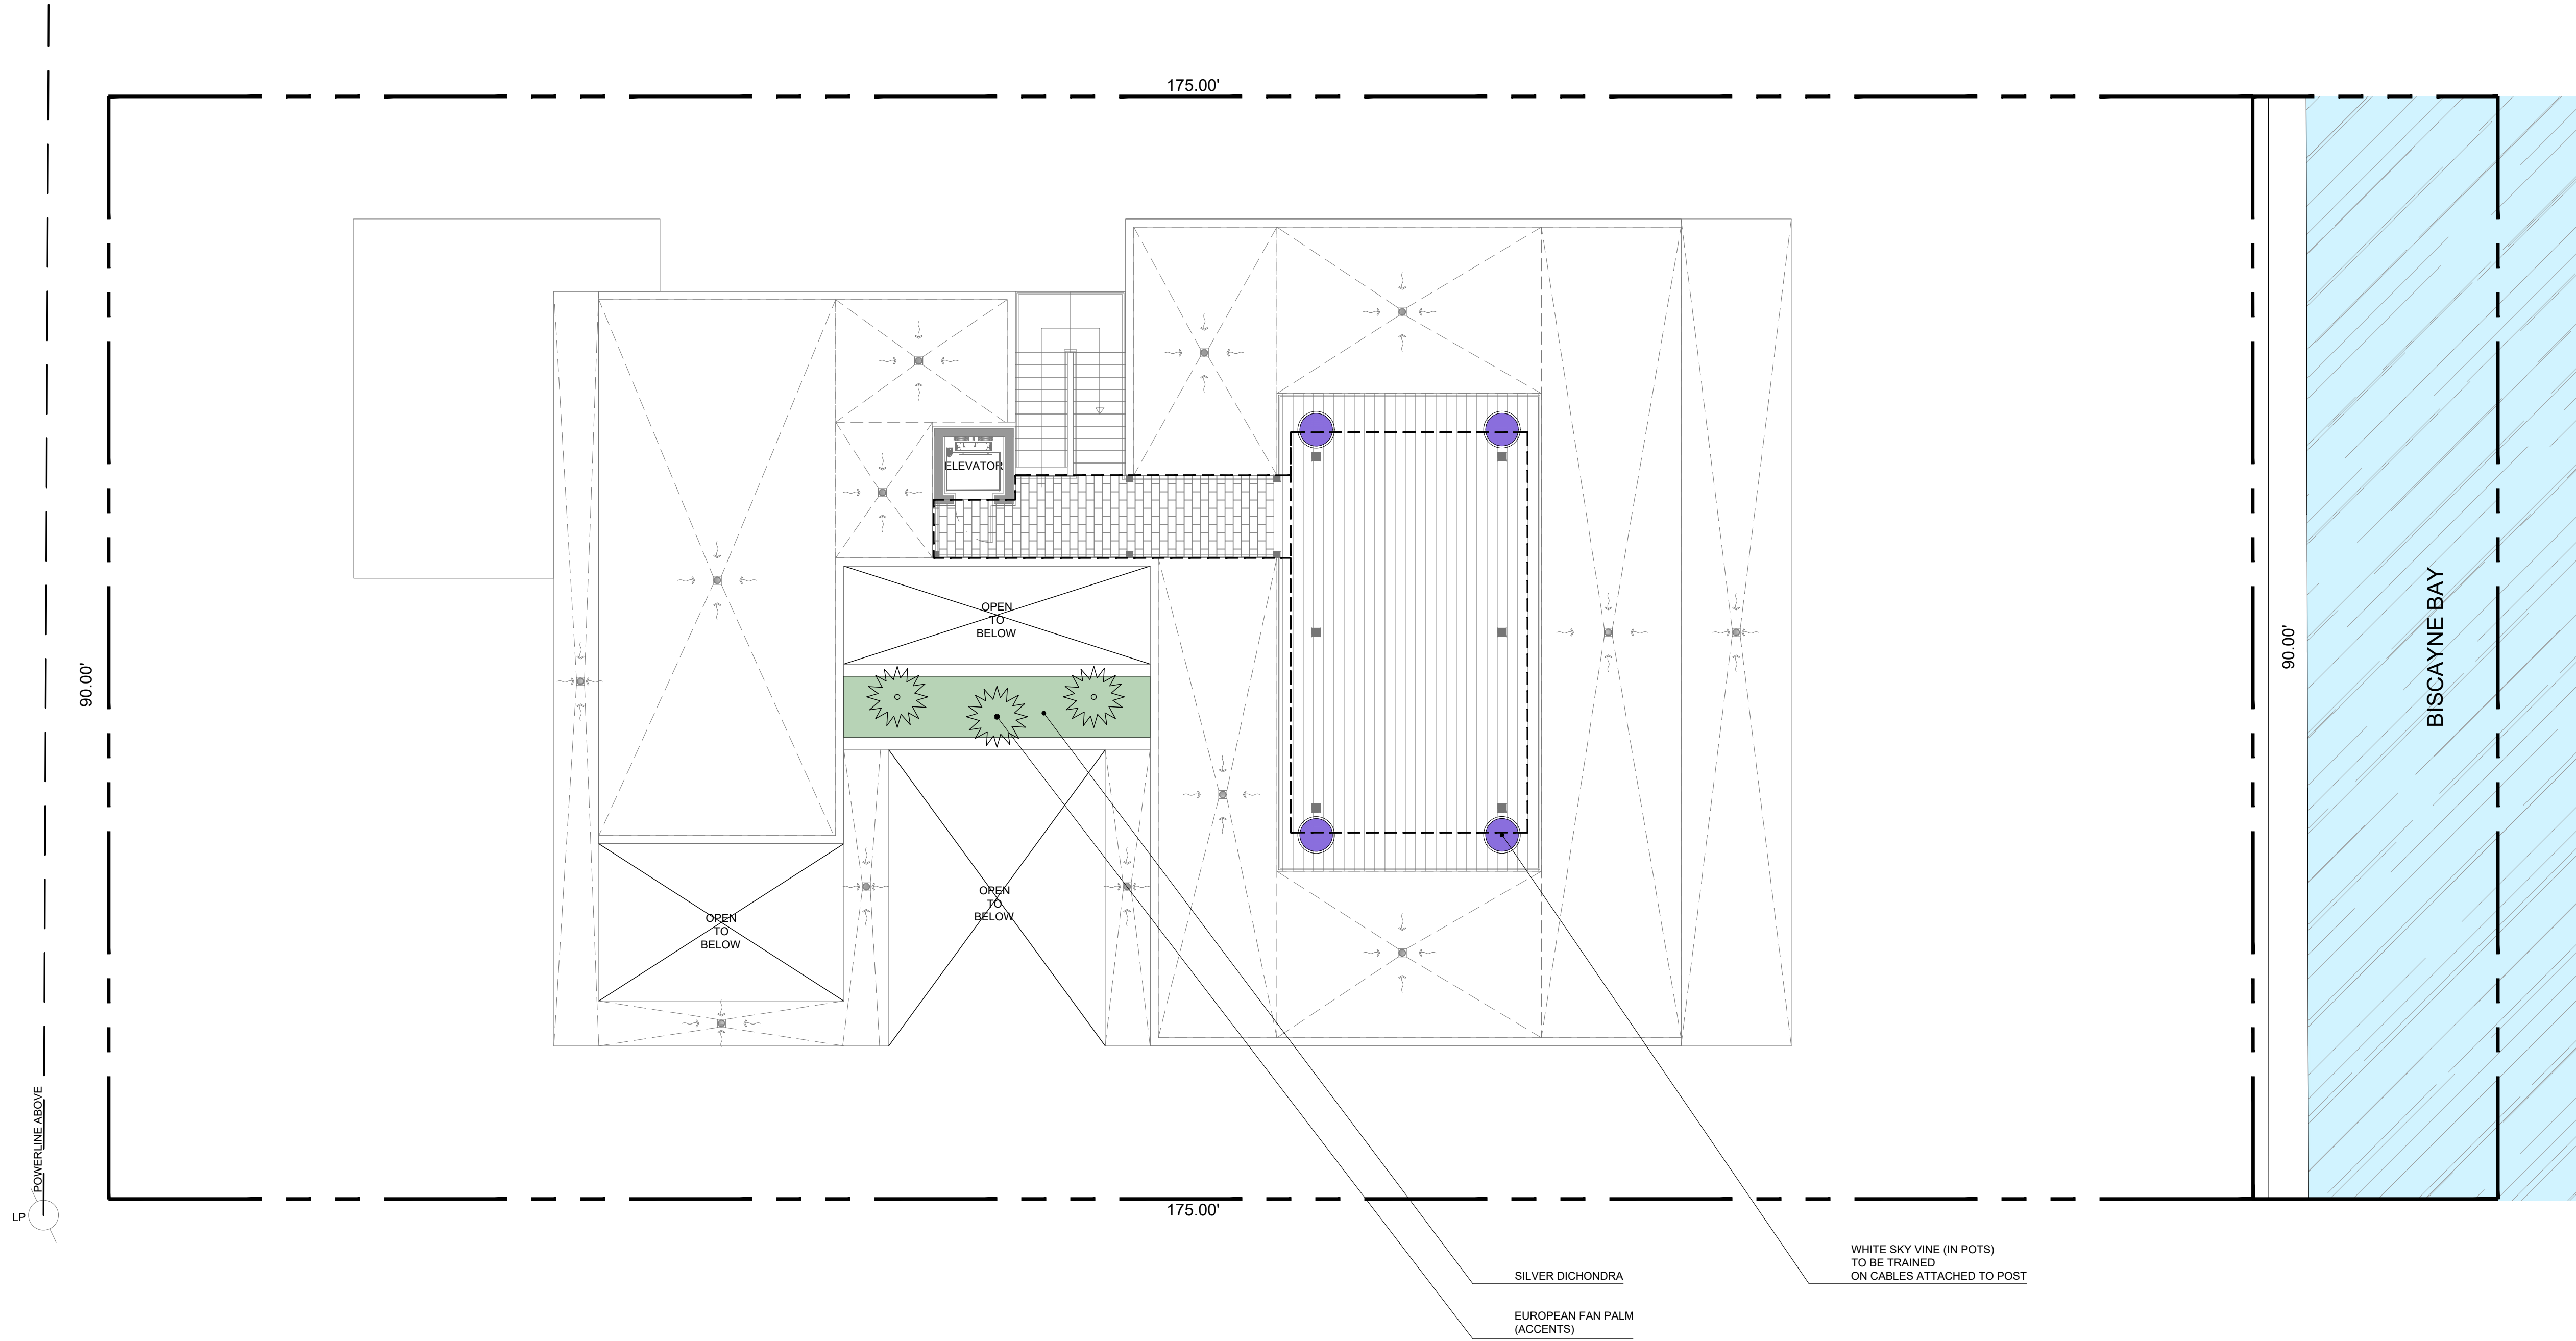 175.00'
ELEVATOR
OPEN
TO
BELOW
90.00'
90.00'
BISCAYNE BAY
OPEN
TO
BELOW
OPEN
TO
BELOW
POWERLINE ABOVE
LP
175.00'
WHITE SKY VINE (IN POTS)
TO BE TRAINED
ON CABLES ATTACHED TO POST
SILVER DICHONDRA
EUROPEAN FAN PALM
(ACCENTS)